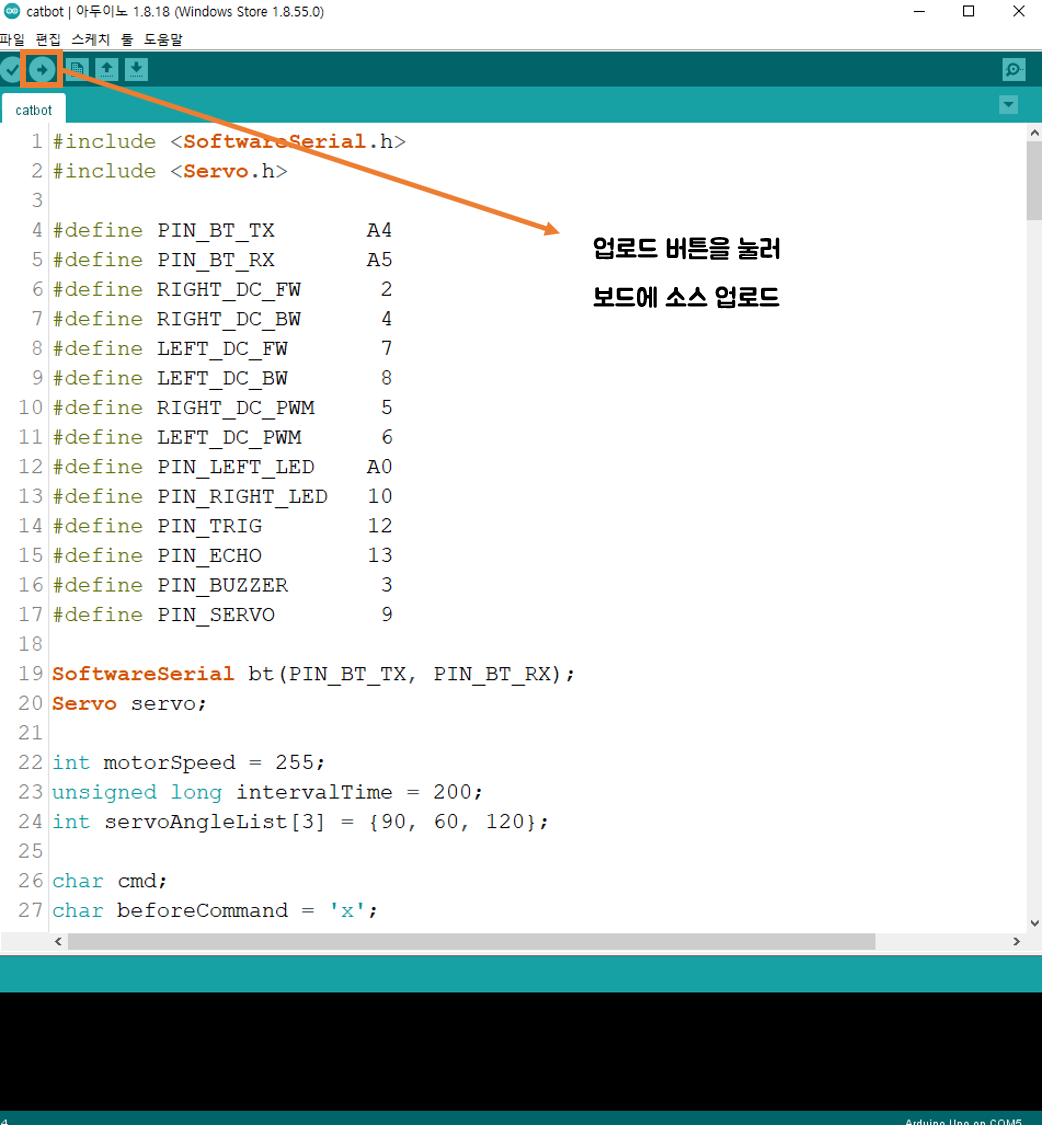 catbot | 아두이노 1.8.18 (Windows Store 1.8.55.0)
파일 편집 스케치 툴 도움말
catbot
1 #include <SoftwareSerial.h>
2 #include <Servo.h>
3
4 #define PIN_BT_TX A4
5 #define PIN_BT_RX A5
업로드 버튼을 눌러
6 #define RIGHT_DC_FW 2
보드에 소스 업로드
7 #define RIGHT_DC_BW 4
8 #define LEFT_DC_FW 7
9 #define LEFT_DC_BW 8
10 #define RIGHT_DC_PWM 5
11 #define LEFT_DC_PWM 6
12 #define PIN_LEFT_LED A0
13 #define PIN_RIGHT_LED 10
14 #define PIN_TRIG 12
15 #define PIN_ECHO 13
16 #define PIN_BUZZER 3
17 #define PIN_SERVO 9
18
19 SoftwareSerial bt(PIN_BT_TX, PIN_BT_RX);
20 Servo servo;
21
22 int motorSpeed = 255;
23 unsigned long intervalTime = 200;
24 int servoAngleList[3] = {90, 60, 120};
25
26 char cmd;
27 char beforeCommand = 'x';
4 Arduino Uno on COM5